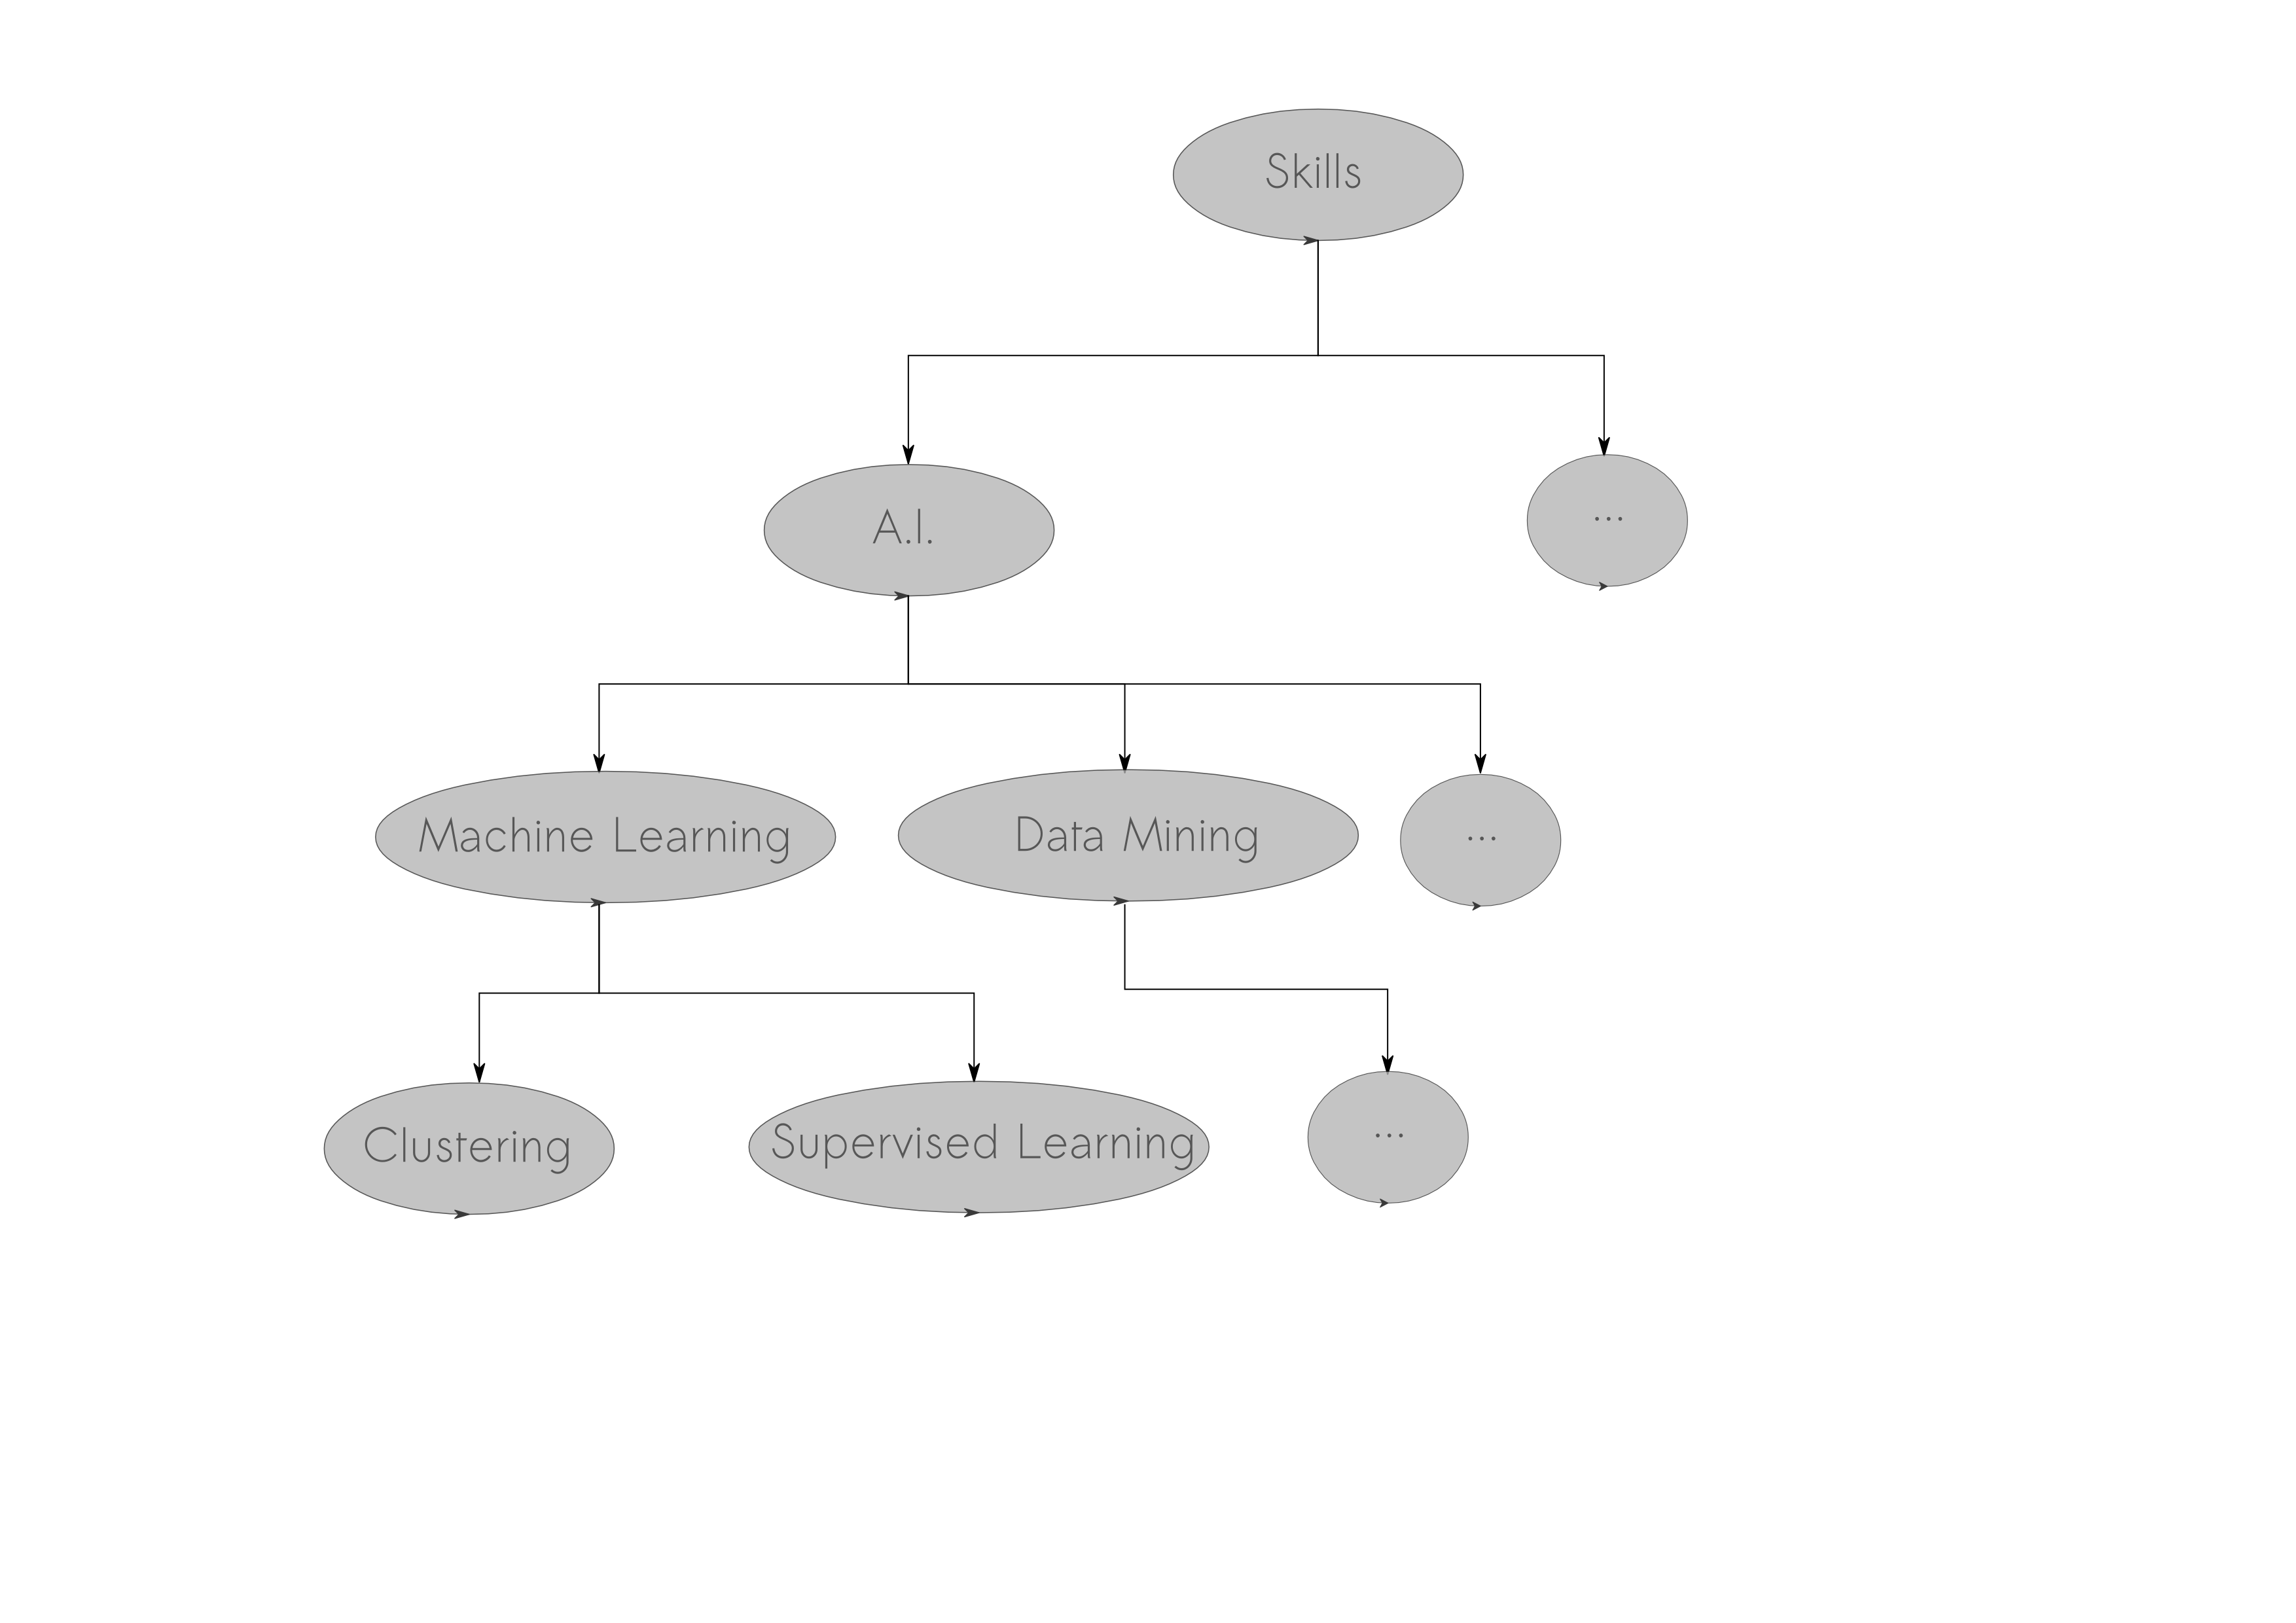 Skills
A.I.
...
Machine Learning
Data Mining
...
Clustering
Supervised Learning
...